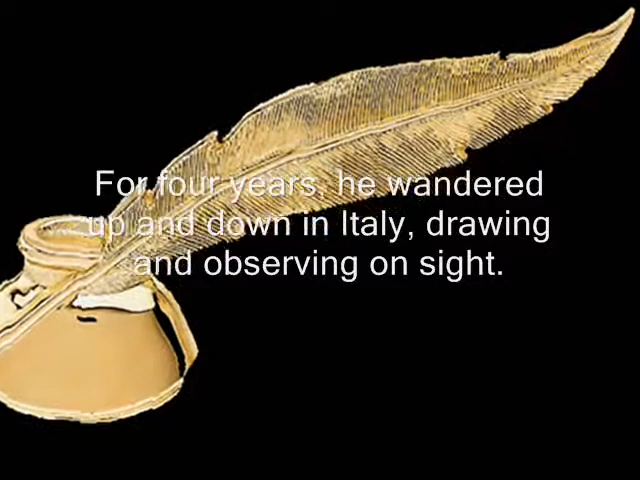 For four years, he wandered
up and down in Italy, drawing
and observing on sight.